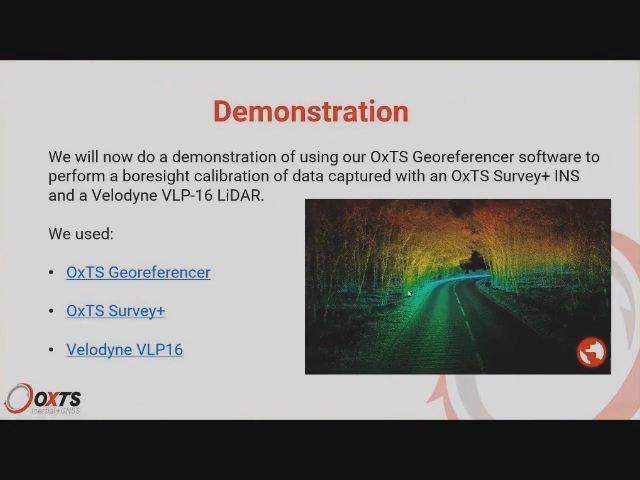 Demonstration
We will now do a demonstration of using our OxTS Georeferencer software to
perform a boresight calibration of data captured with an OxTS Survey+ INS
and a Velodyne VLP-16 LiDAR.
We used:
• OxTS Georeferencer
• OxTS Survey+
• Velodyne VLP16
OXTS
Inertial+GNSS